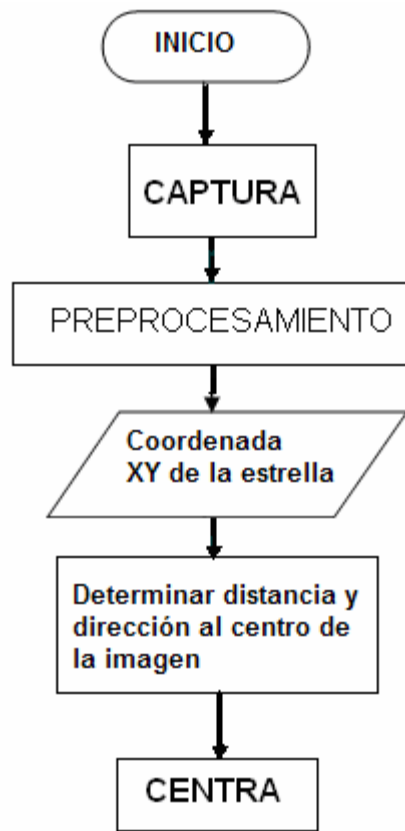 INICIO
CAPTURA
PREPROCESAMIENTO
Coordenada
XY de la estrella
Determinar distancia y
dirección al centro de
la imagen
CENTRA